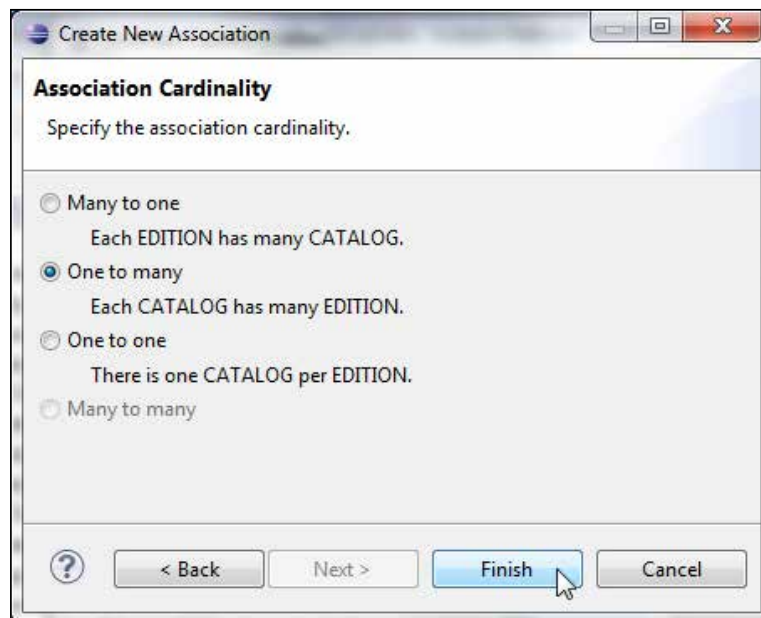 Create New Association
Association Cardinality
Specify the association cardinality.
Many to one
Each EDITION has many CATALOG.
One to many
Each CATALOG has many EDITION.
One to one
There is one CATALOG per EDITION.
Many to many
?
< Back
Next >
Finish
Cancel